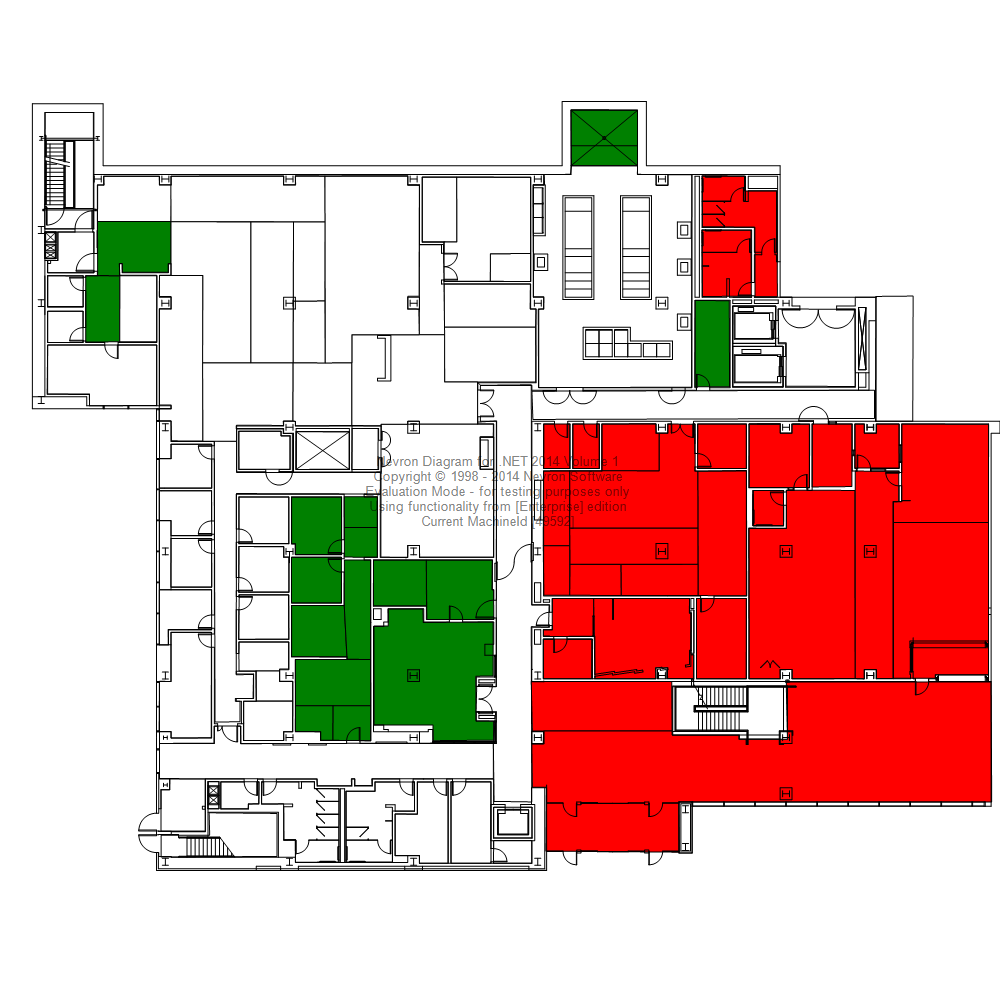 Nevron Diagram for .NET 2014 Volume 1
Copyright © 1998 - 2014 Nevron Software
Evaluation Mode - for testing purposes only
Using functionality from [Enterprise] edition
Current MachineId [49592]